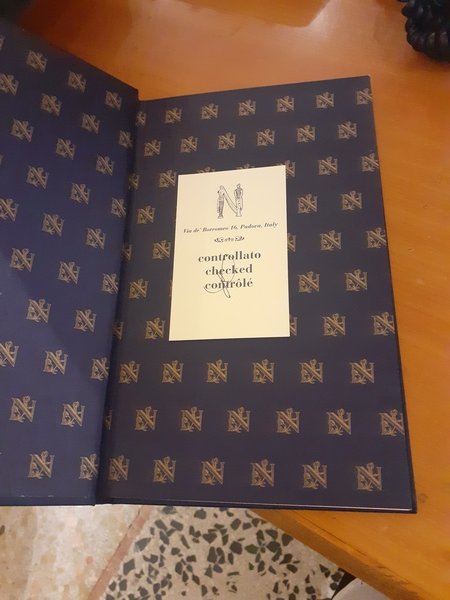 N
Via de' Borromeo 16, Padova, Italy
controllato
checked
contrôlé